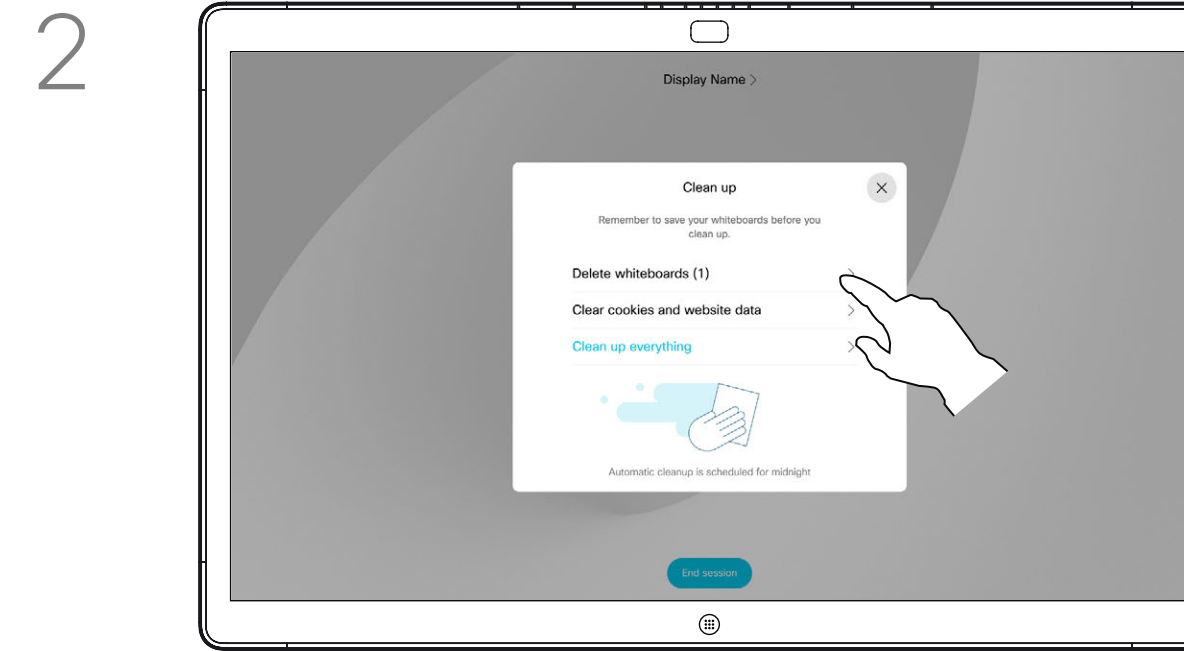 2
Display Name
Clean up
Remember to save your whiteboards before you
clean up.
Delete whiteboards (1)
Clear cookies and website data
Clean up everything
Automatic cleanup is scheduled for midnight
End session